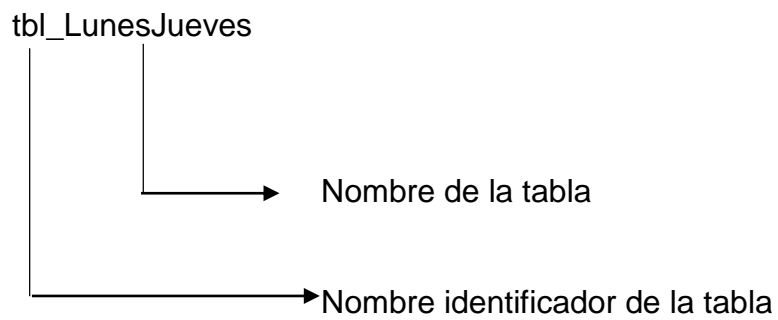 tbl_LunesJueves
Nombre de la tabla
Nombre identificador de la tabla